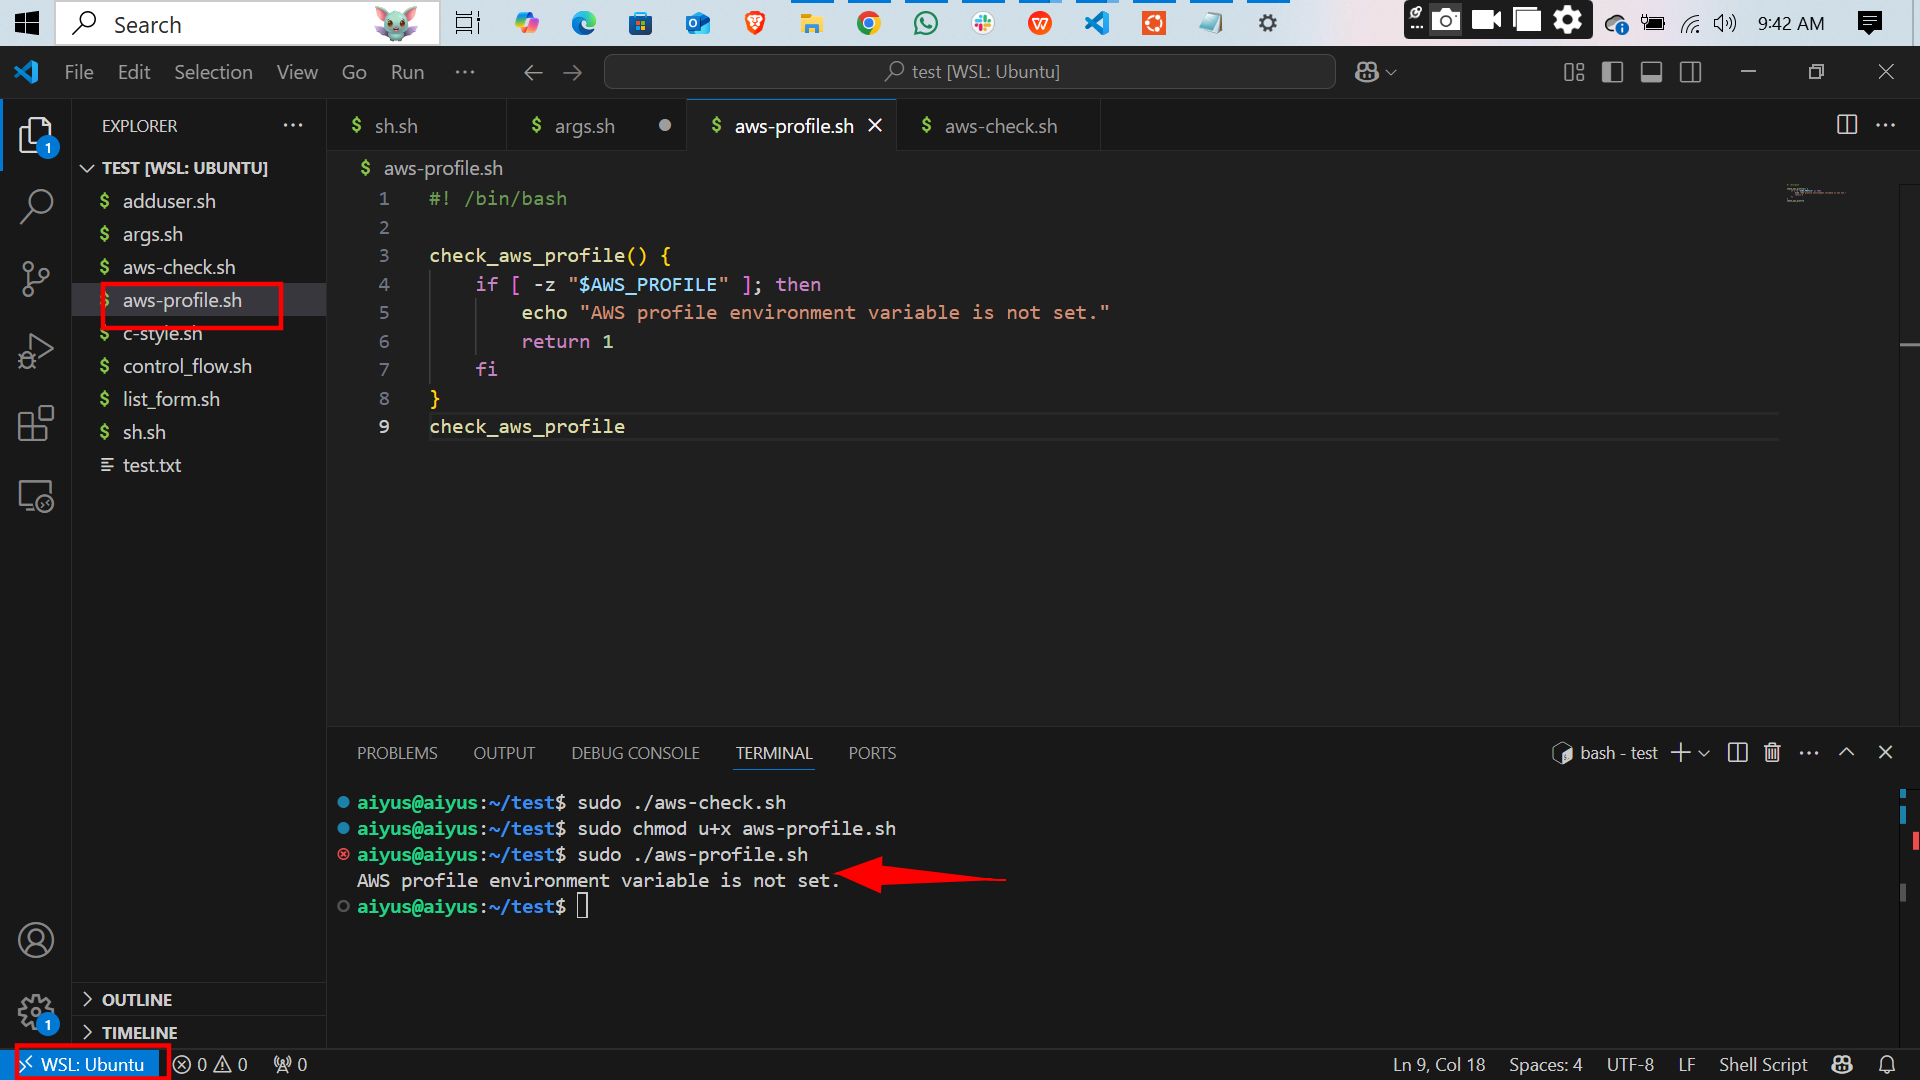 Search
9:42 AM
File Edit Selection View Go Run ···
test [WSL: Ubuntu]
EXPLORER
sh.sh
args.sh
aws-profile.sh
aws-check.sh
TEST [WSL: UBUNTU]
adduser.sh
args.sh
aws-check.sh
aws-profile.sh
c-style.sh
control_flow.sh
list_form.sh
sh.sh
test.txt
aws-profile.sh
1 #! /bin/bash
2
3 check_aws_profile() {
4 if [ -z "$AWS_PROFILE" ]; then
5 echo "AWS profile environment variable is not set."
6 return 1
7 fi
8 }
9 check_aws_profile
PROBLEMS OUTPUT DEBUG CONSOLE TERMINAL PORTS
bash - test
aiyus@aiyus:~/test$ sudo ./aws-check.sh
aiyus@aiyus:~/test$ sudo chmod u+x aws-profile.sh
aiyus@aiyus:~/test$ sudo ./aws-profile.sh
AWS profile environment variable is not set.
aiyus@aiyus:~/test$
1
1
OUTLINE
TIMELINE
WSL: Ubuntu 0 0 0
Ln 9, Col 18 Spaces: 4 UTF-8 LF Shell Script